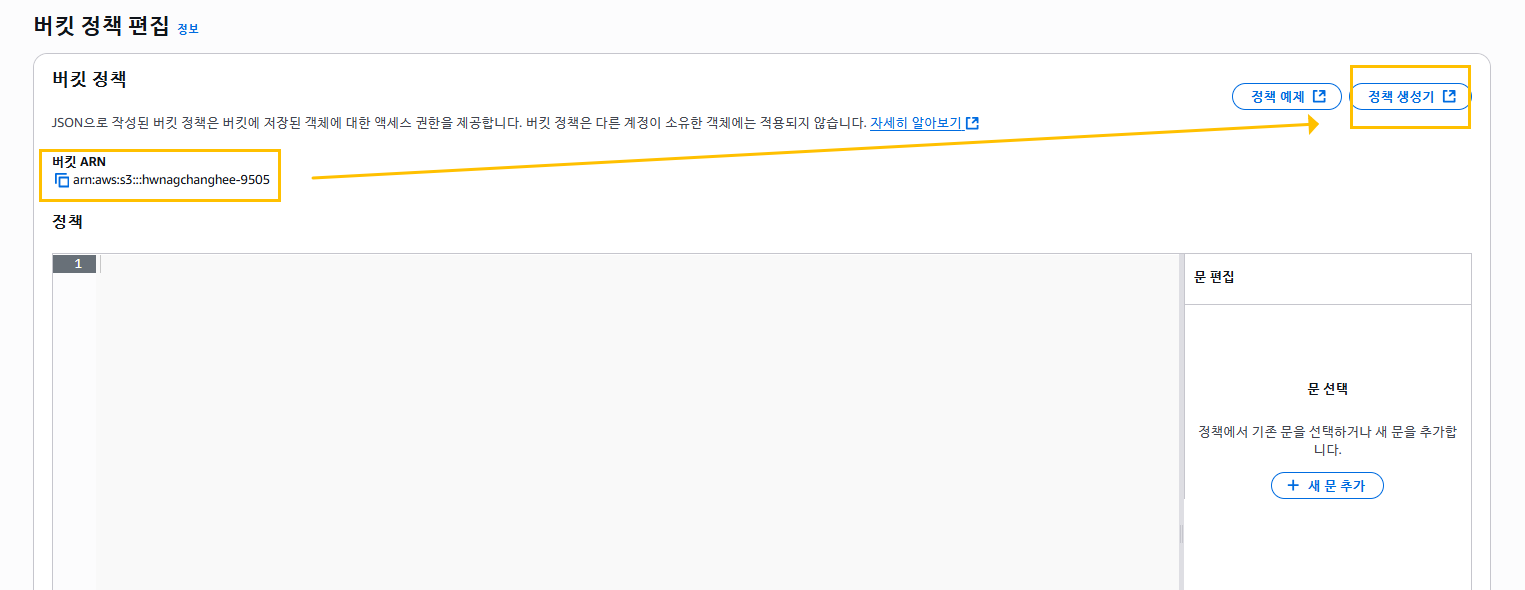 버킷 정책 편집 정보
버킷 정책
정책 예제
정책 생성기
JSON으로 작성된 버킷 정책은 버킷에 저장된 객체에 대한 액세스 권한을 제공합니다. 버킷 정책은 다른 계정이 소유한 객체에는 적용되지 않습니다. 자세히 알아보기
버킷 ARN
arn:aws:s3:::hwnagchanghee-9505
정책
1
문 편집
문 선택
정책에서 기존 문을 선택하거나 새 문을 추가합
니다.
+ 새 문 추가